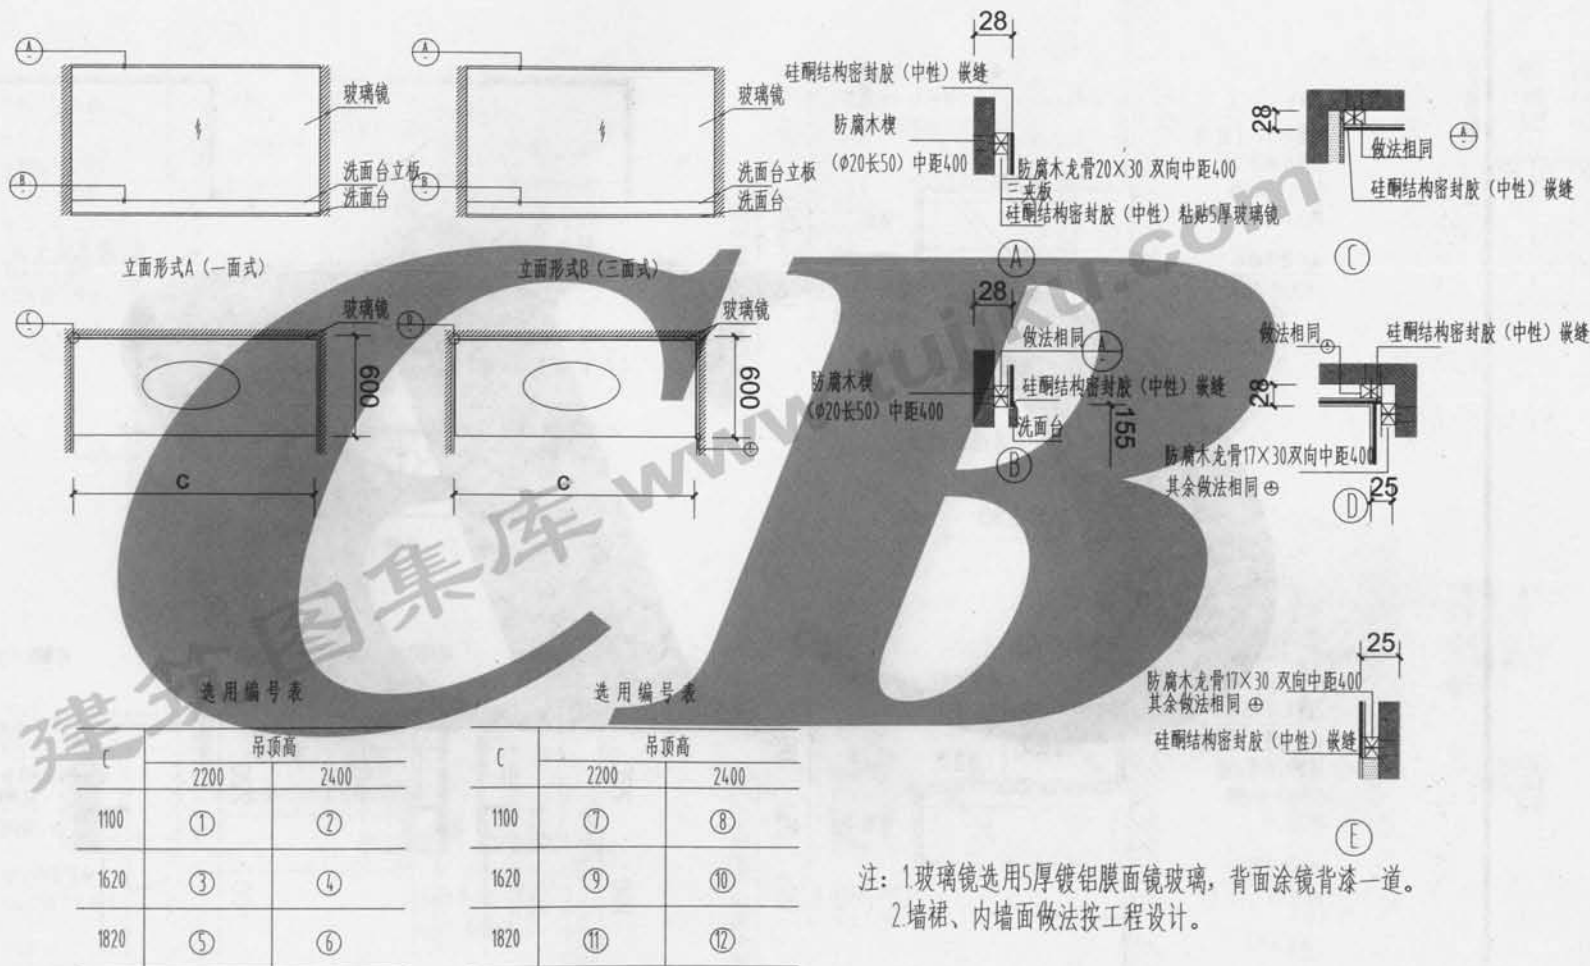 A
玻璃镜
洗面台立板
B
洗面台
立面形式A（一面式）
A
玻璃镜
洗面台立板
B
洗面台
立面形式B（三面式）
C
玻璃镜
600
C
玻璃镜
600
C
28
硅酮结构密封胶（中性）嵌缝
防腐木楔
（φ20长50）中距400
防腐木龙骨20×30 双向中距400
三夹板
硅酮结构密封胶（中性）粘贴5厚玻璃镜
A
28
做法相同 A
硅酮结构密封胶（中性）嵌缝
C
28
做法相同 A
防腐木楔
（φ20长50）中距400
硅酮结构密封胶（中性）嵌缝
洗面台
155
B
做法相同
硅酮结构密封胶（中性）嵌缝
28
防腐木龙骨17×30双向中距400
其余做法相同
25
D
25
防腐木龙骨17×30 双向中距400
其余做法相同
硅酮结构密封胶（中性）嵌缝
E
选用编号表
C 吊顶高
2200 2400
1100 ① ②
1620 ③ ④
1820 ⑤ ⑥
选用编号表
C 吊顶高
2200 2400
1100 ⑦ ⑧
1620 ⑨ ⑩
1820 ⑪ ⑫
注：1.玻璃镜选用5厚镀铝膜面镜玻璃，背面涂镜背漆一道。
2.墙裙、内墙面做法按工程设计。
CB
建筑图集库 www.tujiku.com